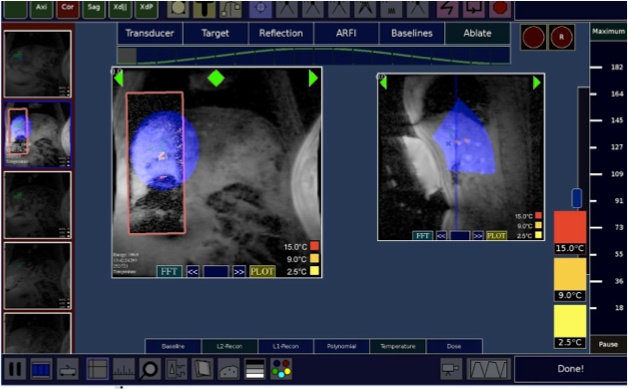 Axi Cor Sag Xdj| XdP
Transducer Target Reflection ARFI Baselines Ablate
R
Maximum
182
164
145
127
109
91
73
55
36
18
15.0°C
9.0°C
2.5°C
FFT << >> PLOT
15.0°C
9.0°C
2.5°C
FFT << >> PLOT
15.0°C
9.0°C
2.5°C
Baseline L2-Recon L1-Recon Polynomial Temperature Dose
Pause
Done!